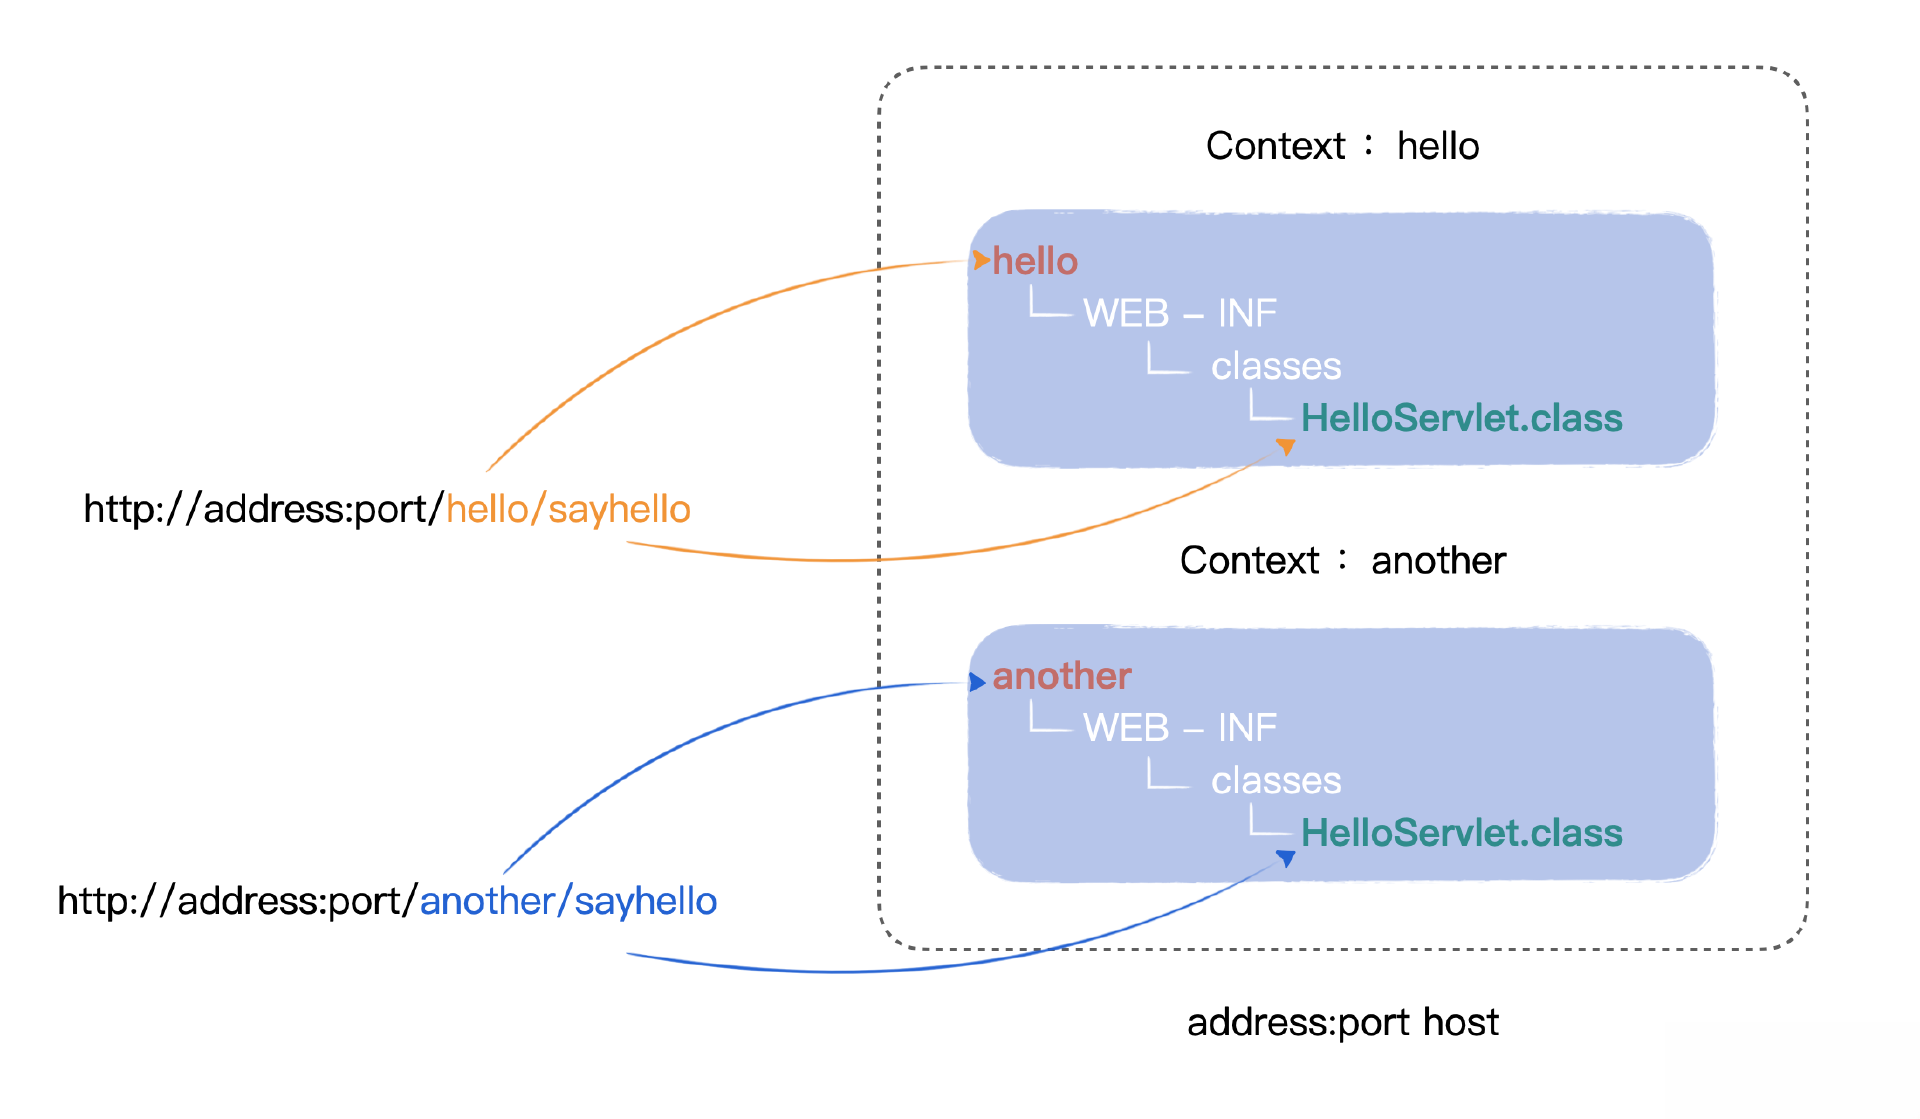 Context： hello
hello
WEB - INF
classes
HelloServlet.class
http://address:port/hello/sayhello
Context： another
another
WEB - INF
classes
HelloServlet.class
http://address:port/another/sayhello
address:port host